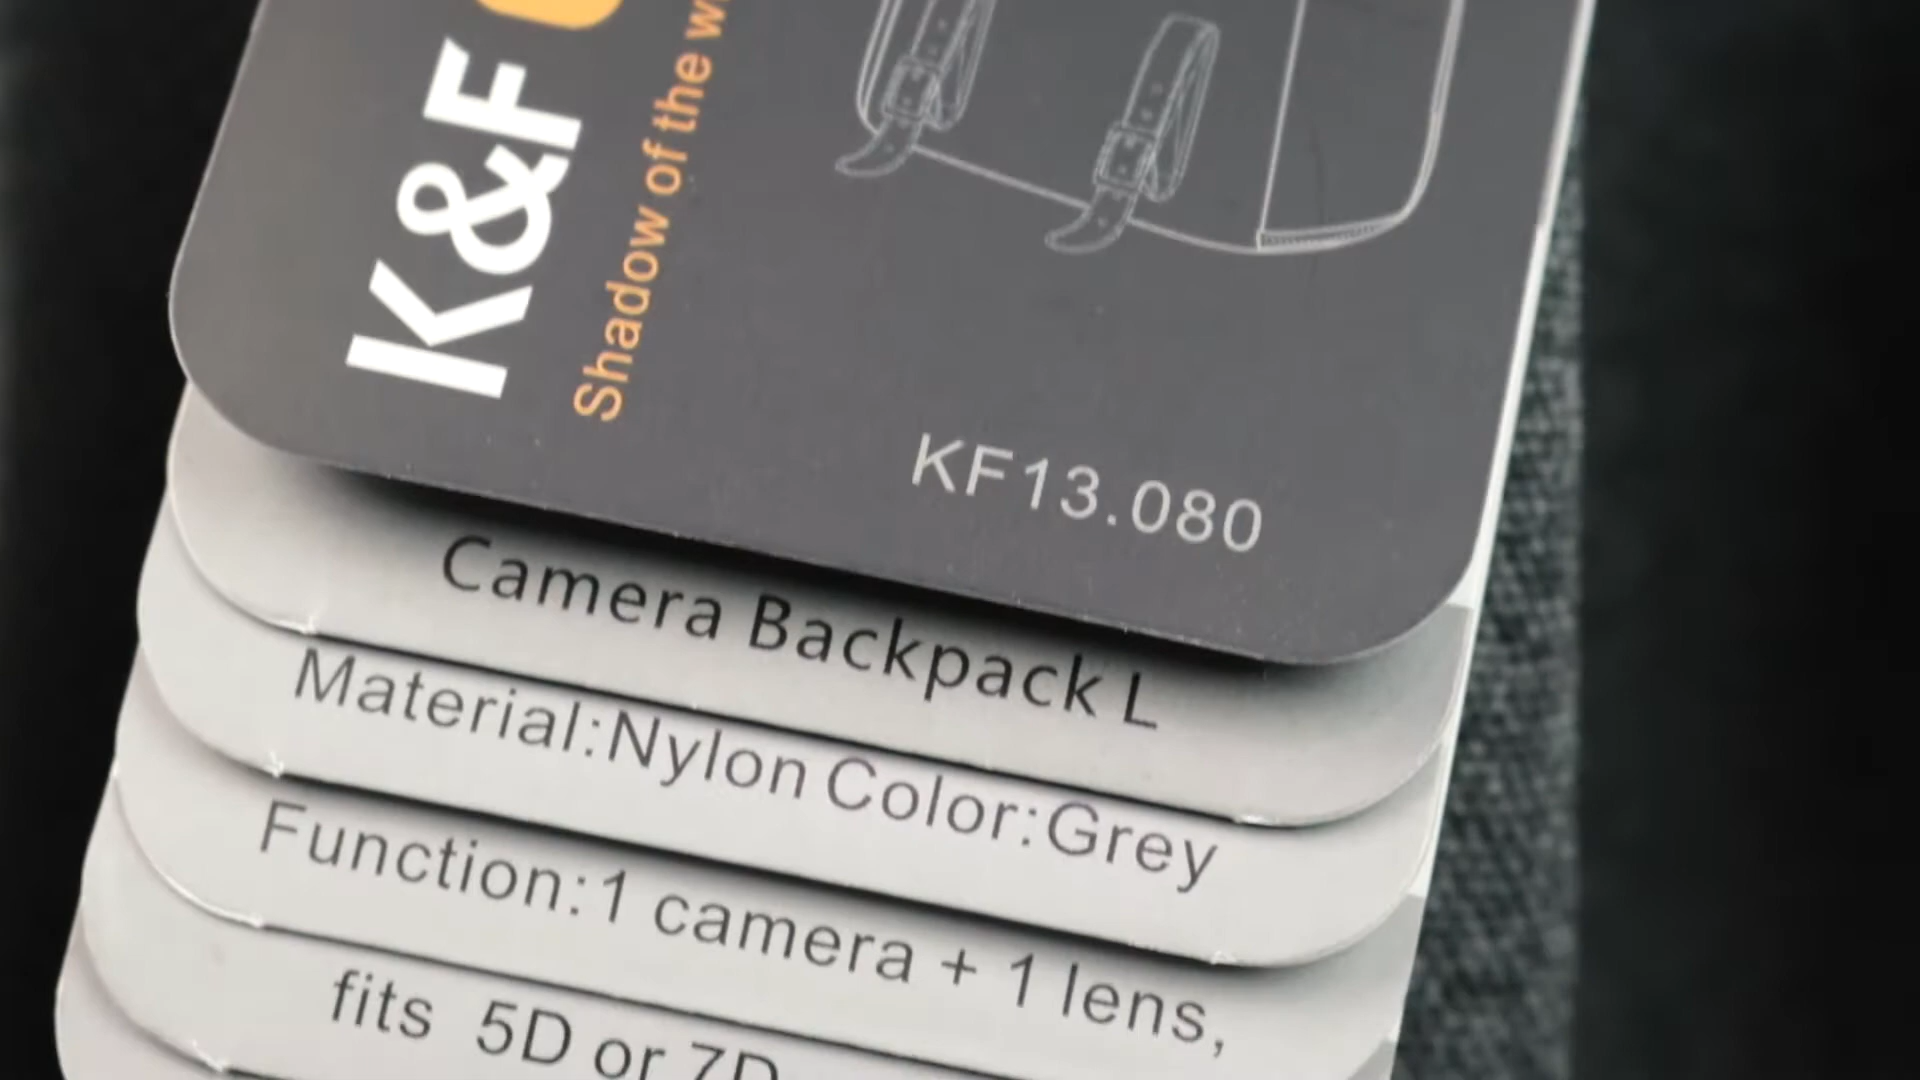 K&F
Shadow of the
KF13.080
Camera Backpack L
Material:Nylon Color:Grey
Function:1 camera + 1 lens,
fits 5D or 7D